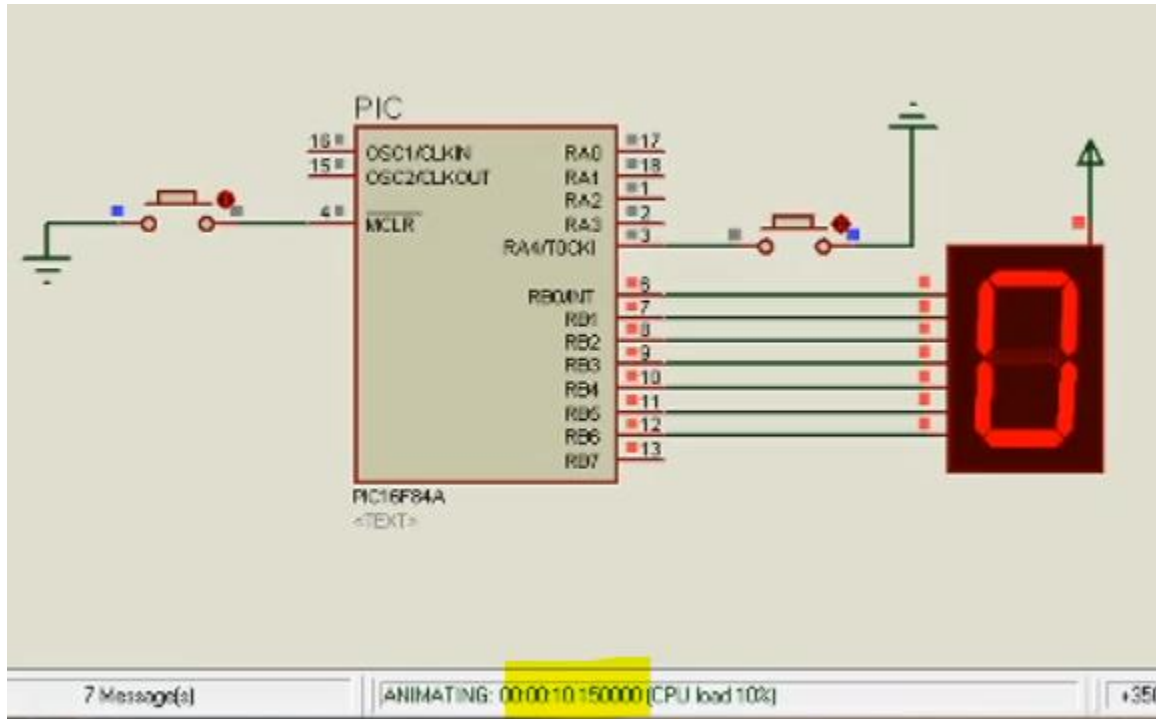 PIC
16
OSC1/CLKIN
RA0
17
15
OSC2/CLKOUT
RA1
18
RA2
1
4
MCLR
RA3
2
RA4/T0CKI
3
RB0/INT
6
RB1
7
RB2
8
RB3
9
RB4
10
RB5
11
RB6
12
RB7
13
PIC16F84A
<TEXT>
0
7 Message(s)
ANIMATING: 00:00:10.150000 (CPU load 10%)